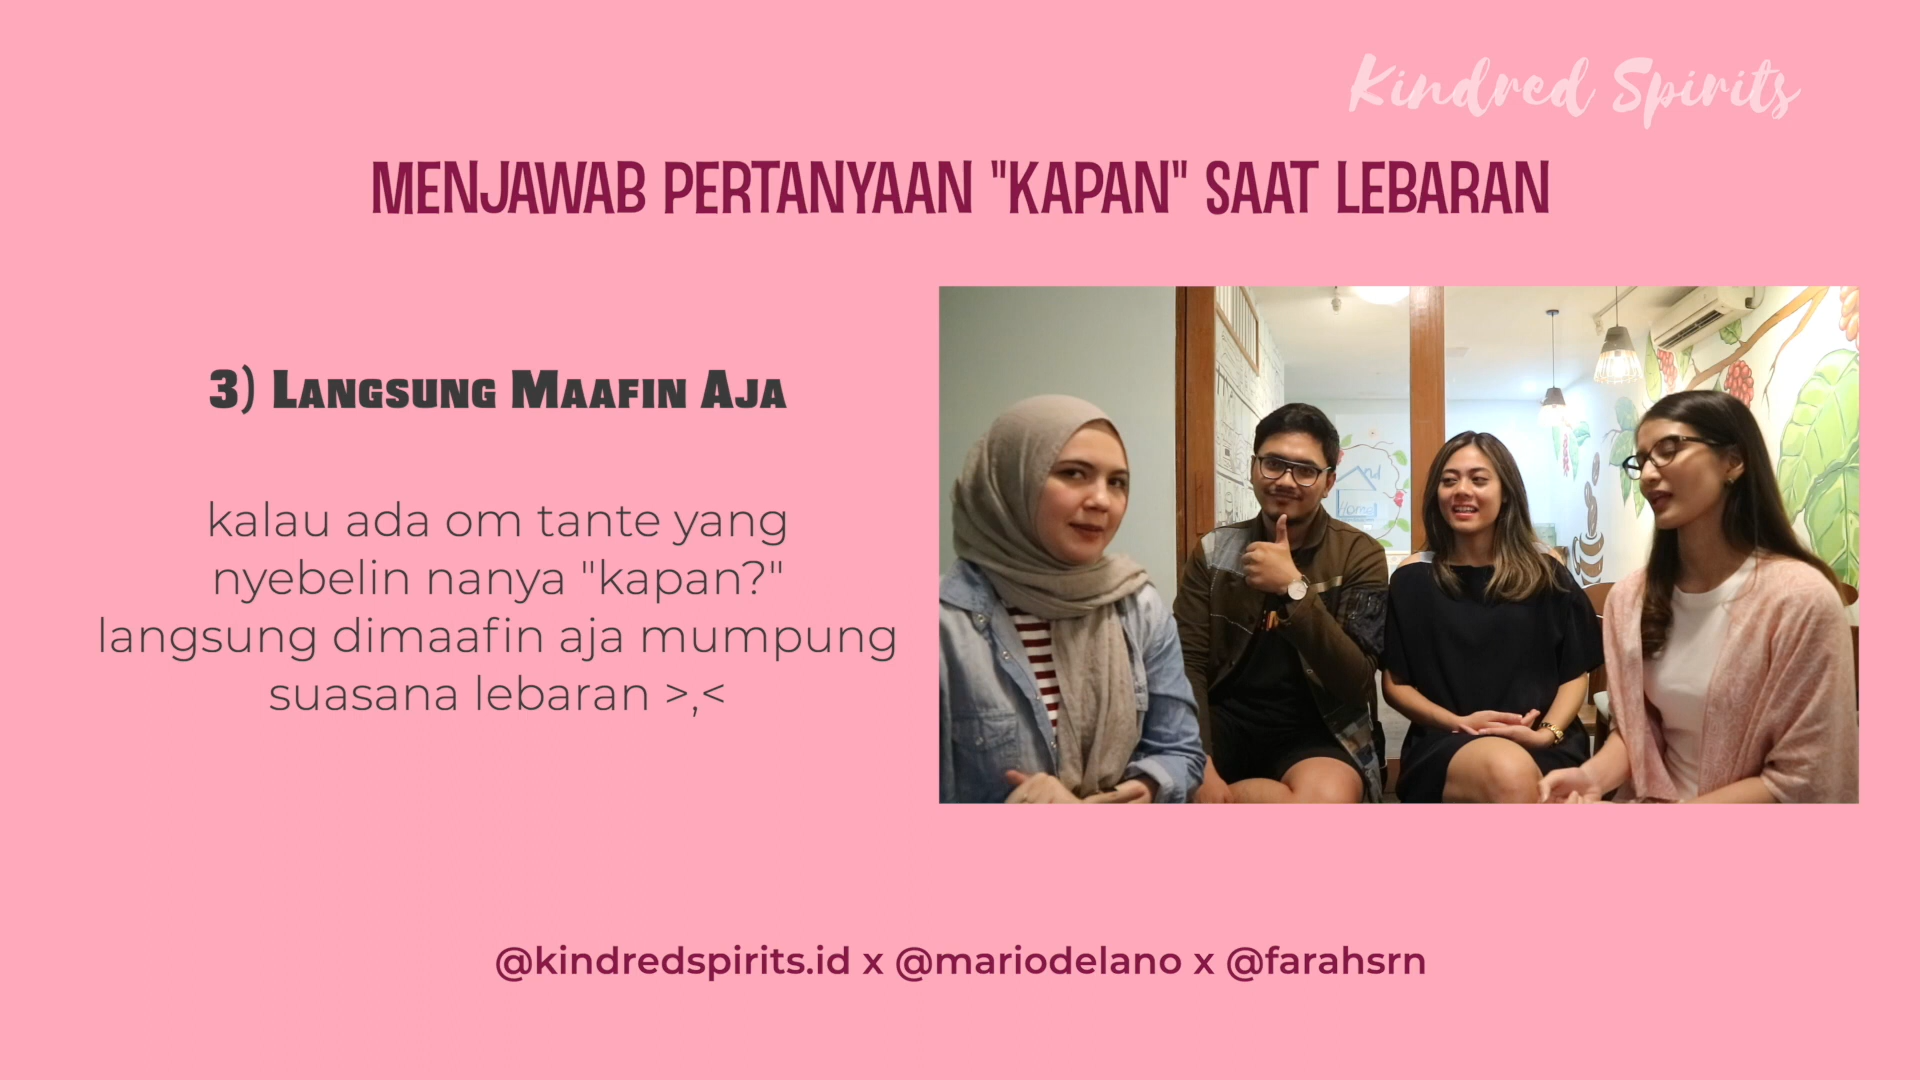 Kindred Spirits
MENJAWAB PERTANYAAN "KAPAN" SAAT LEBARAN
3) Langsung Maafin Aja
kalau ada om tante yang
nyebelin nanya "kapan?"
langsung dimaafin aja mumpung
suasana lebaran >,<
Home
@kindredspirits.id x @mariodelano x @farahsrn